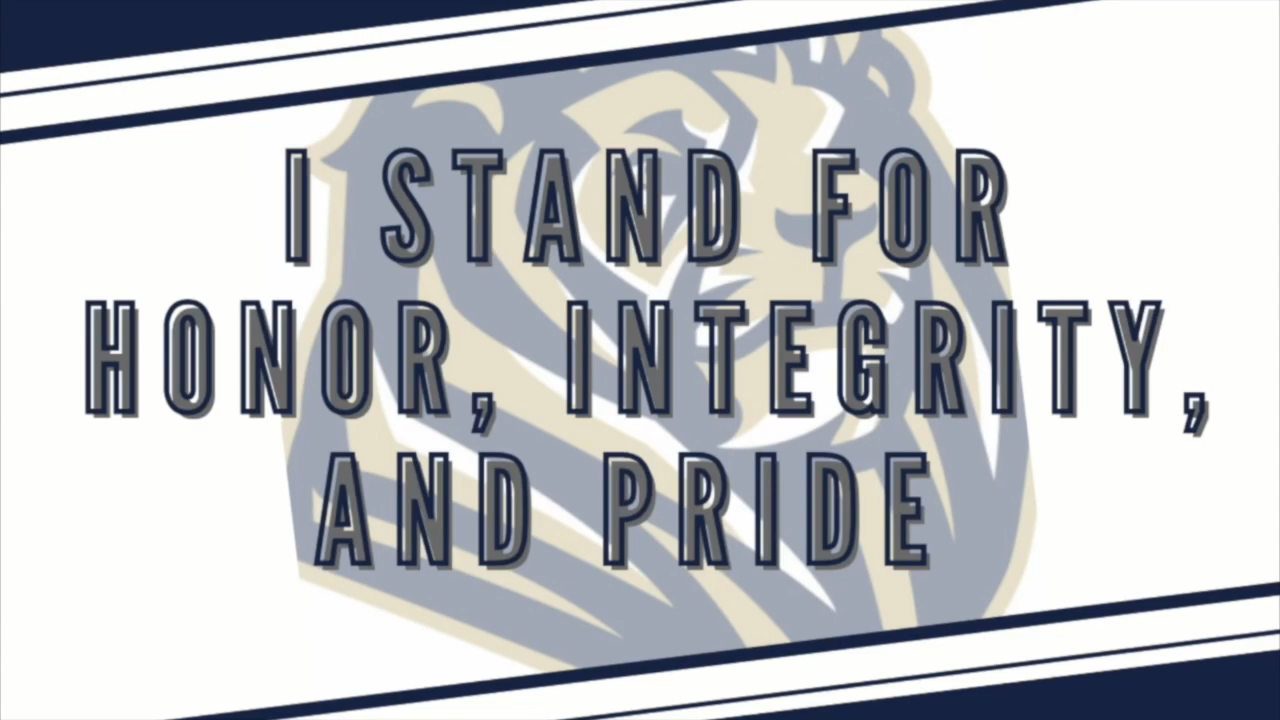 I STAND FOR
HONOR, INTEGRITY,
AND PRIDE